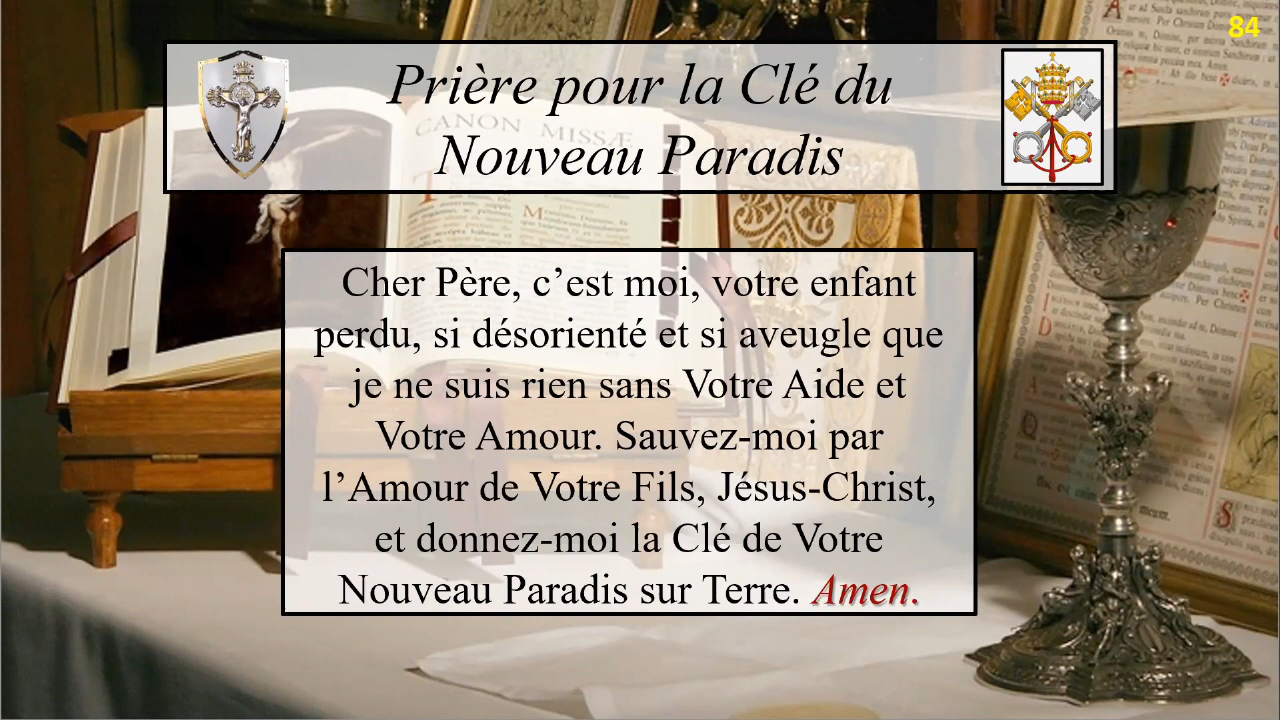 84
Prière pour la Clé du
Nouveau Paradis
CANON MISSÆ
Cher Père, c’est moi, votre enfant
perdu, si désorienté et si aveugle que
je ne suis rien sans Votre Aide et
Votre Amour. Sauvez-moi par
l’Amour de Votre Fils, Jésus-Christ,
et donnez-moi la Clé de Votre
Nouveau Paradis sur Terre. Amen.